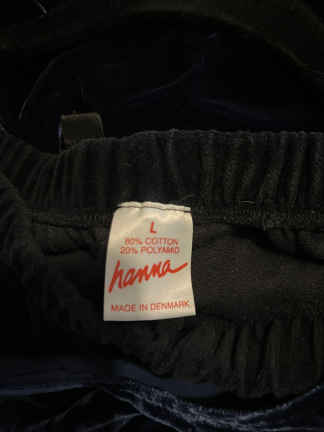 L
80% COTTON
20% POLYAMID
hanna
MADE IN DENMARK